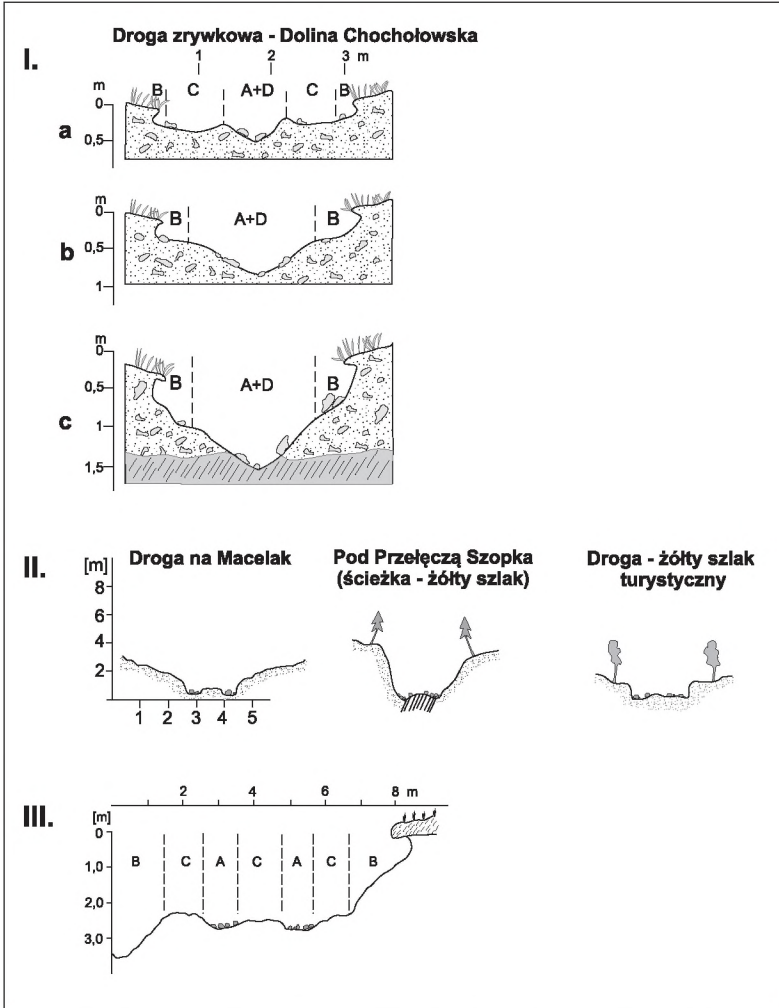 I.
Droga zrywkowa - Dolina Chochołowska
1 2 3 m
m
B C A+D C B
0
a
0,5
m
0
B A+D B
b
0,5
1
m
0
0,5
B A+D B
1
c
1,5
II.
[m]
Droga na Macelak
8
6
4
2
1 2 3 4 5
Pod Przełęczą Szopka
(ścieżka - żółty szlak)
Droga - żółty szlak
turystyczny
III.
2 4 6 8 m
[m]
0
1,0
2,0
3,0
B C A C A C B